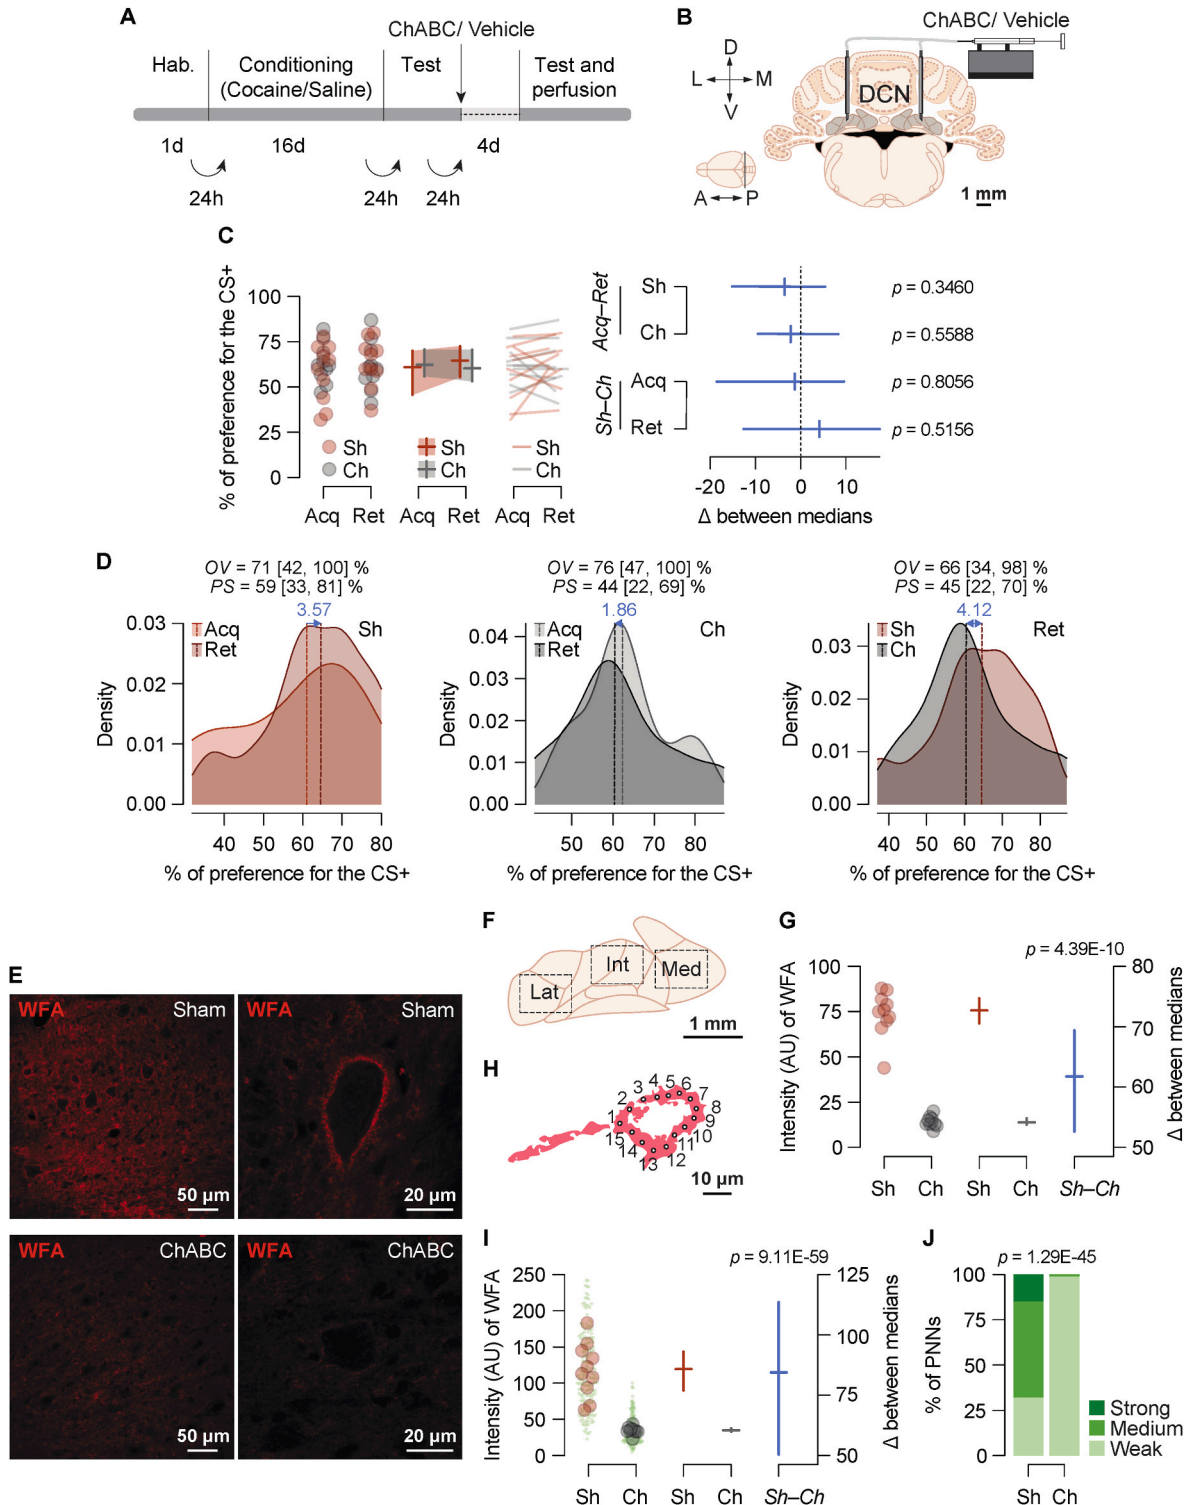 A
ChABC/ Vehicle
Hab.
Conditioning
(Cocaine/Saline)
Test
Test and
perfusion
1d
16d
4d
24h
24h
24h
B
ChABC/ Vehicle
D
L
M
V
DCN
A
P
1 mm
C
% of preference for the CS+
100
75
50
25
0
Sh
Ch
Sh
Ch
Sh
Ch
Acq
Ret
Acq
Ret
Acq
Ret
Acq–Ret
Sh
Ch
Sh–Ch
Acq
Ret
p = 0.3460
p = 0.5588
p = 0.8056
p = 0.5156
-20
-10
0
10
Δ between medians
D
OV = 71 [42, 100] %
PS = 59 [33, 81] %
3.57
Acq
Ret
Sh
Density
0.03
0.02
0.01
0.00
40
50
60
70
80
% of preference for the CS+
OV = 76 [47, 100] %
PS = 44 [22, 69] %
1.86
Acq
Ret
Ch
Density
0.04
0.03
0.02
0.01
0.00
50
60
70
80
% of preference for the CS+
OV = 66 [34, 98] %
PS = 45 [22, 70] %
4.12
Sh
Ch
Ret
Density
0.03
0.02
0.01
0.00
40
50
60
70
80
% of preference for the CS+
E
WFA
Sham
50 µm
WFA
Sham
20 µm
WFA
ChABC
50 µm
WFA
ChABC
20 µm
F
Lat
Int
Med
1 mm
G
p = 4.39E-10
Intensity (AU) of WFA
100
75
50
25
0
80
70
60
50
Δ between medians
Sh
Ch
Sh
Ch
Sh–Ch
H
1
2
3
4
5
6
7
8
9
10
11
12
13
14
15
10 µm
I
p = 9.11E-59
Intensity (AU) of WFA
250
200
150
100
50
0
125
100
75
50
Δ between medians
Sh
Ch
Sh
Ch
Sh–Ch
J
p = 1.29E-45
% of PNNs
100
75
50
25
0
Strong
Medium
Weak
Sh
Ch